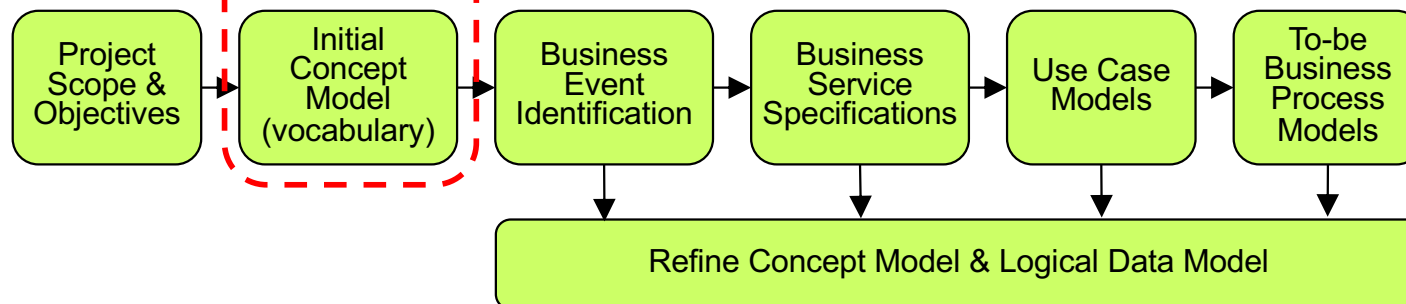 Project
Scope &
Objectives
Initial
Concept
Model
(vocabulary)
Business
Event
Identification
Business
Service
Specifications
Use Case
Models
To-be
Business
Process
Models
Refine Concept Model & Logical Data Model